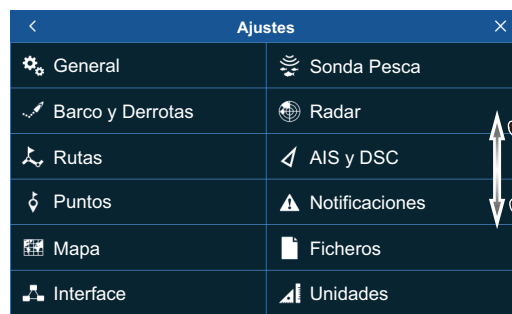 Ajustes
General
Sonda Pesca
Barco y Derrotas
Radar
Rutas
AIS y DSC
Puntos
Notificaciones
Mapa
Ficheros
Interface
Unidades